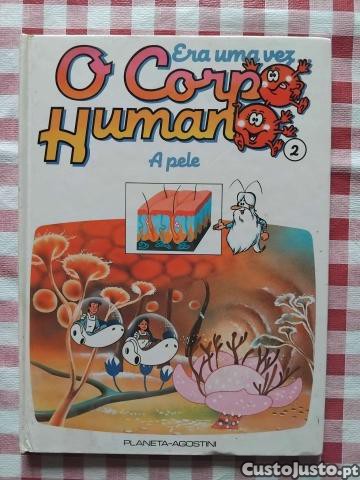 Era uma vez
O Corpo
Humano
2
A pele
PLANETA-AGOSTINI
CustoJusto.pt